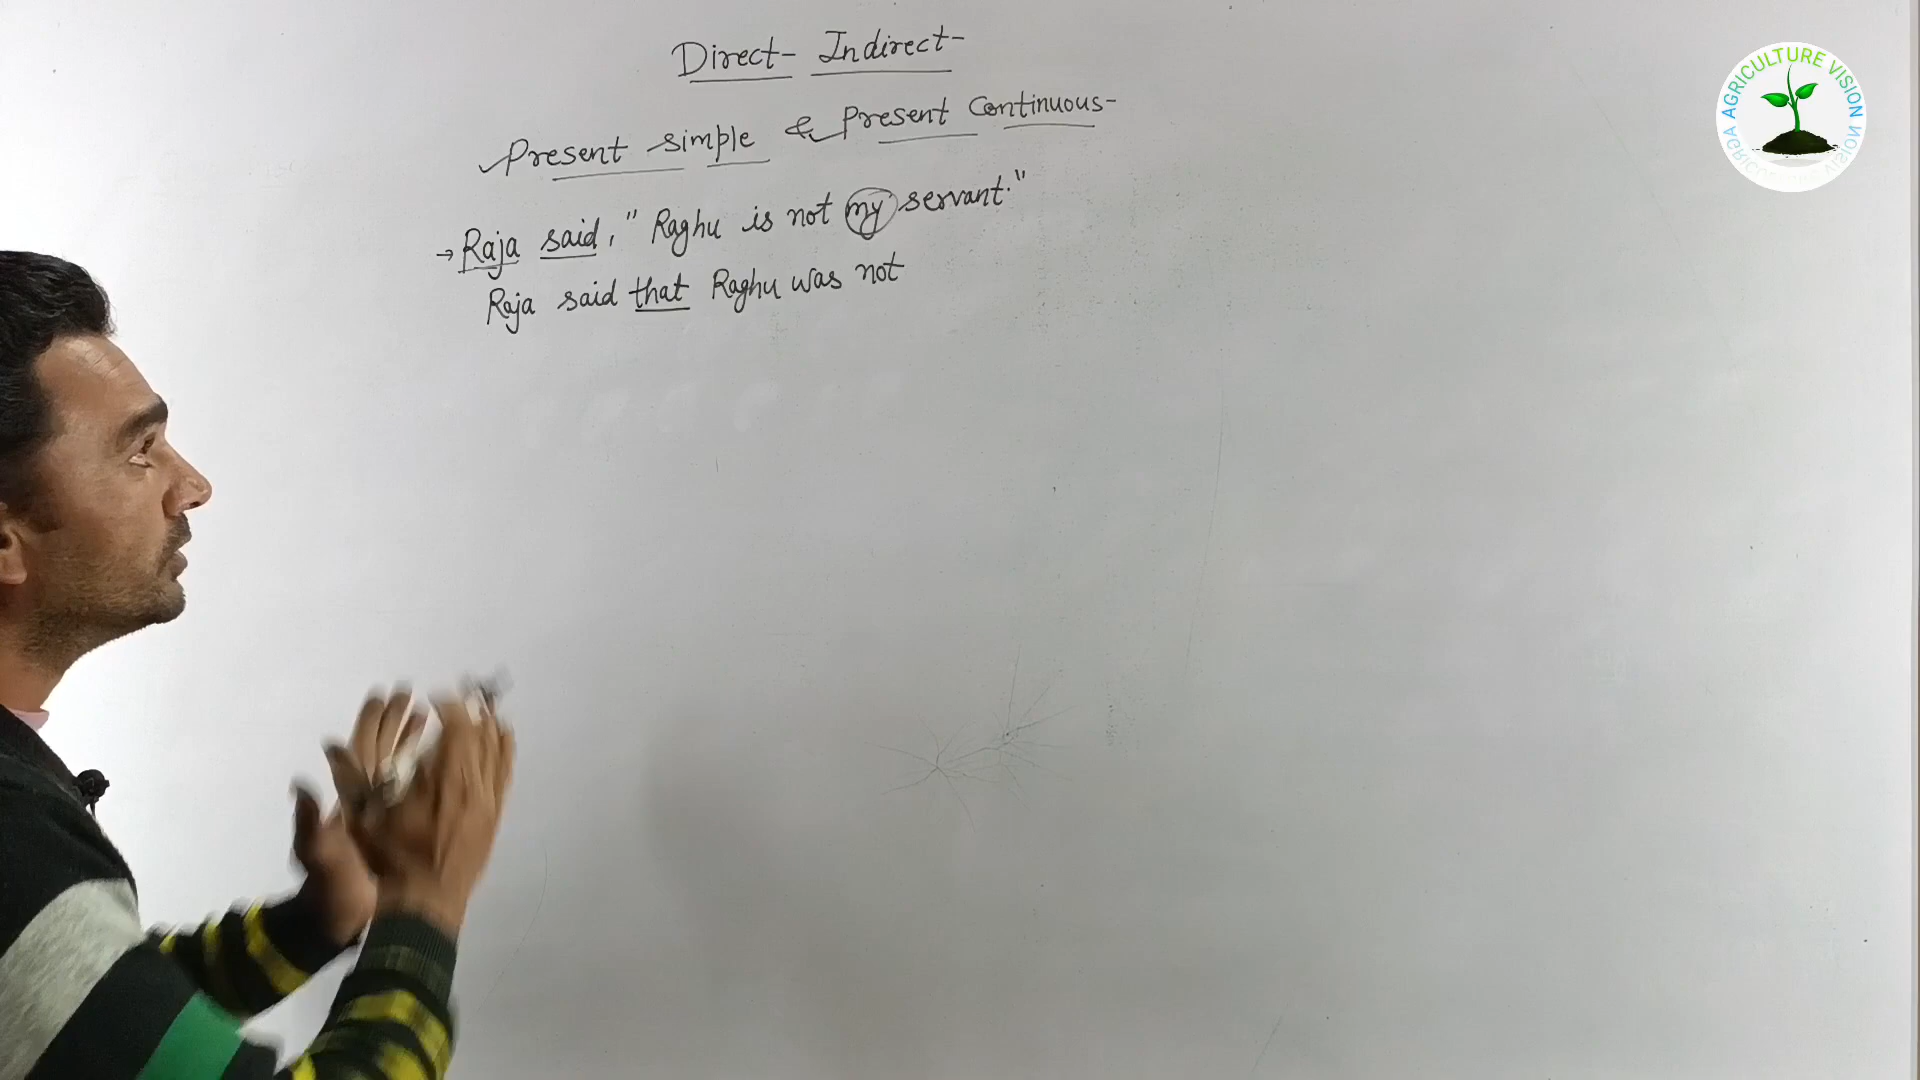 Direct- Indirect-
Present simple & Present Continuous-
→ Raja said, "Raghu is not my servant."
Raja said that Raghu was not
AGRICULTURE VISION